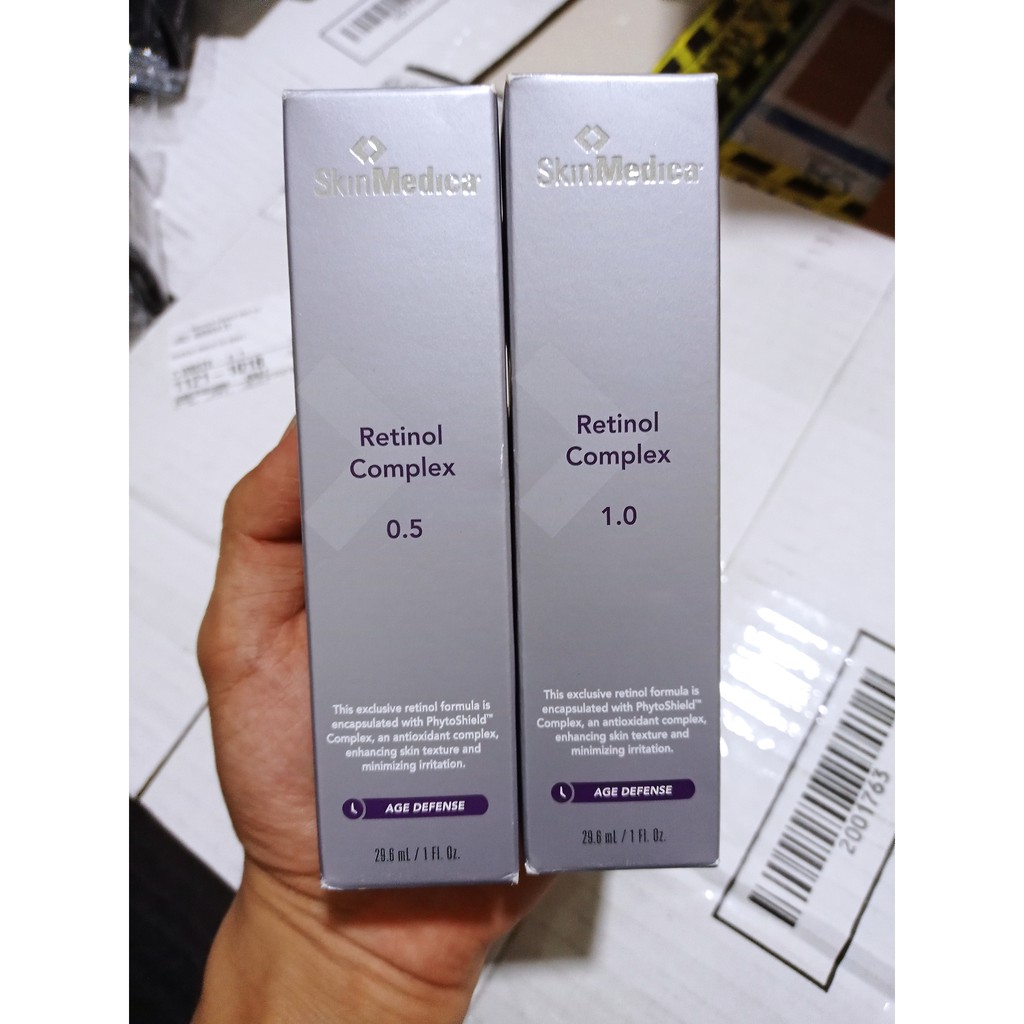 SkinMedica
Retinol
Complex
0.5
This exclusive retinol formula is
encapsulated with PhytoShield™
Complex, an antioxidant complex,
enhancing skin texture and
minimizing irritation.
AGE DEFENSE
29.6 mL / 1 Fl. Oz.
SkinMedica
Retinol
Complex
1.0
This exclusive retinol formula is
encapsulated with PhytoShield™
Complex, an antioxidant complex,
enhancing skin texture and
minimizing irritation.
AGE DEFENSE
29.6 mL / 1 Fl. Oz.
2001763